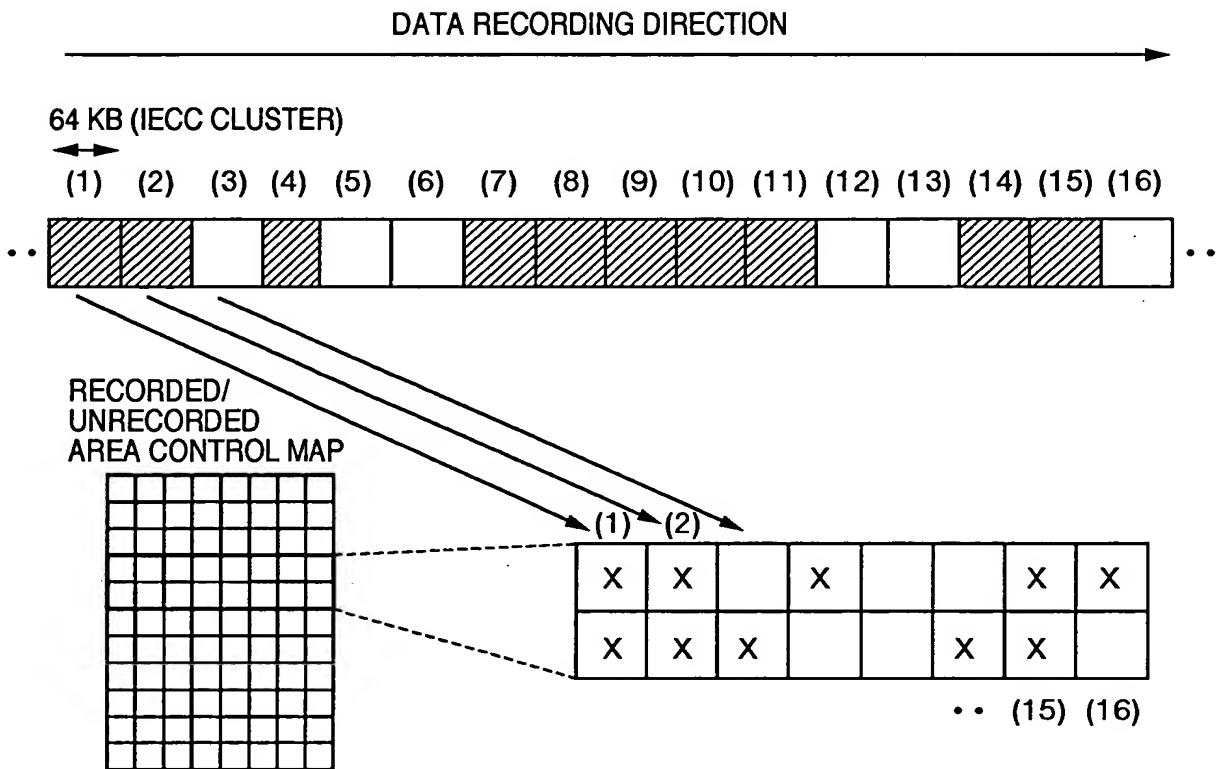 DATA RECORDING DIRECTION
64 KB (IECC CLUSTER)
(1) (2) (3) (4) (5) (6) (7) (8) (9) (10) (11) (12) (13) (14) (15) (16)
RECORDED/
UNRECORDED
AREA CONTROL MAP
(1) (2)
X X X X X
X X X X X
(15) (16)